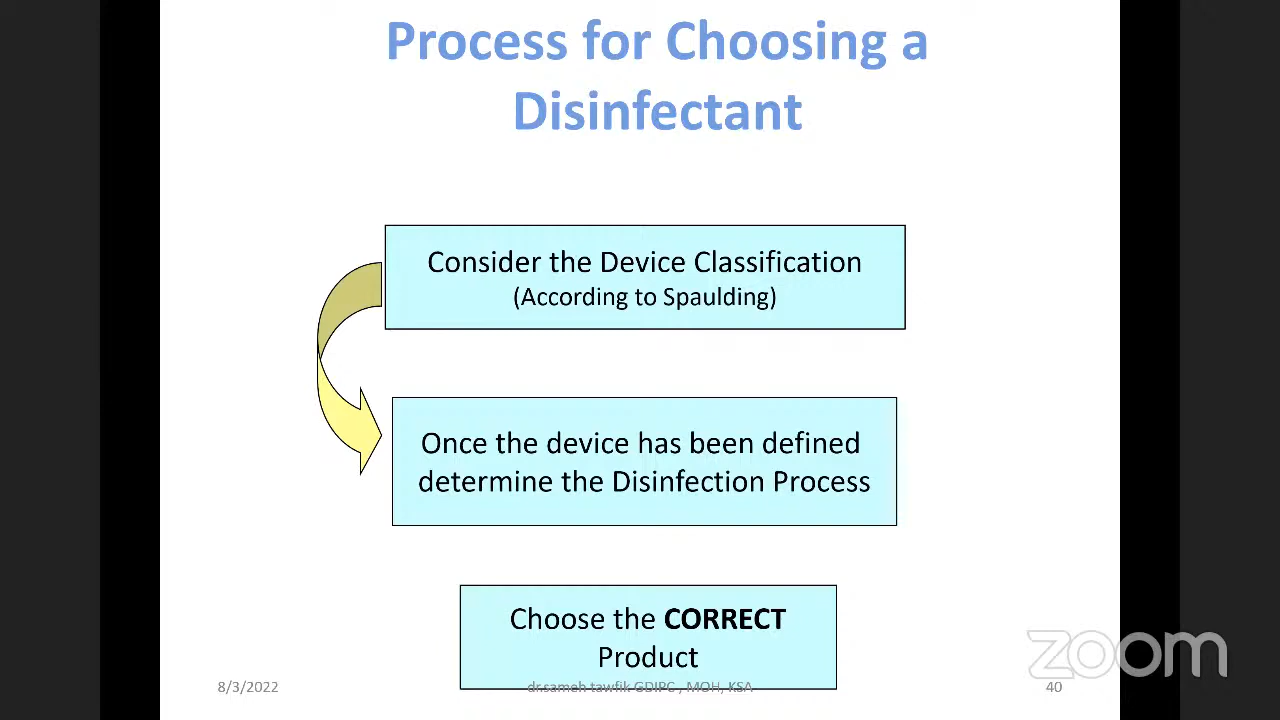 Process for Choosing a
Disinfectant
Consider the Device Classification
(According to Spaulding)
Once the device has been defined
determine the Disinfection Process
Choose the CORRECT
Product
8/3/2022
dr.sameh tawfik GDIPC , MOH, KSA
40
zoom